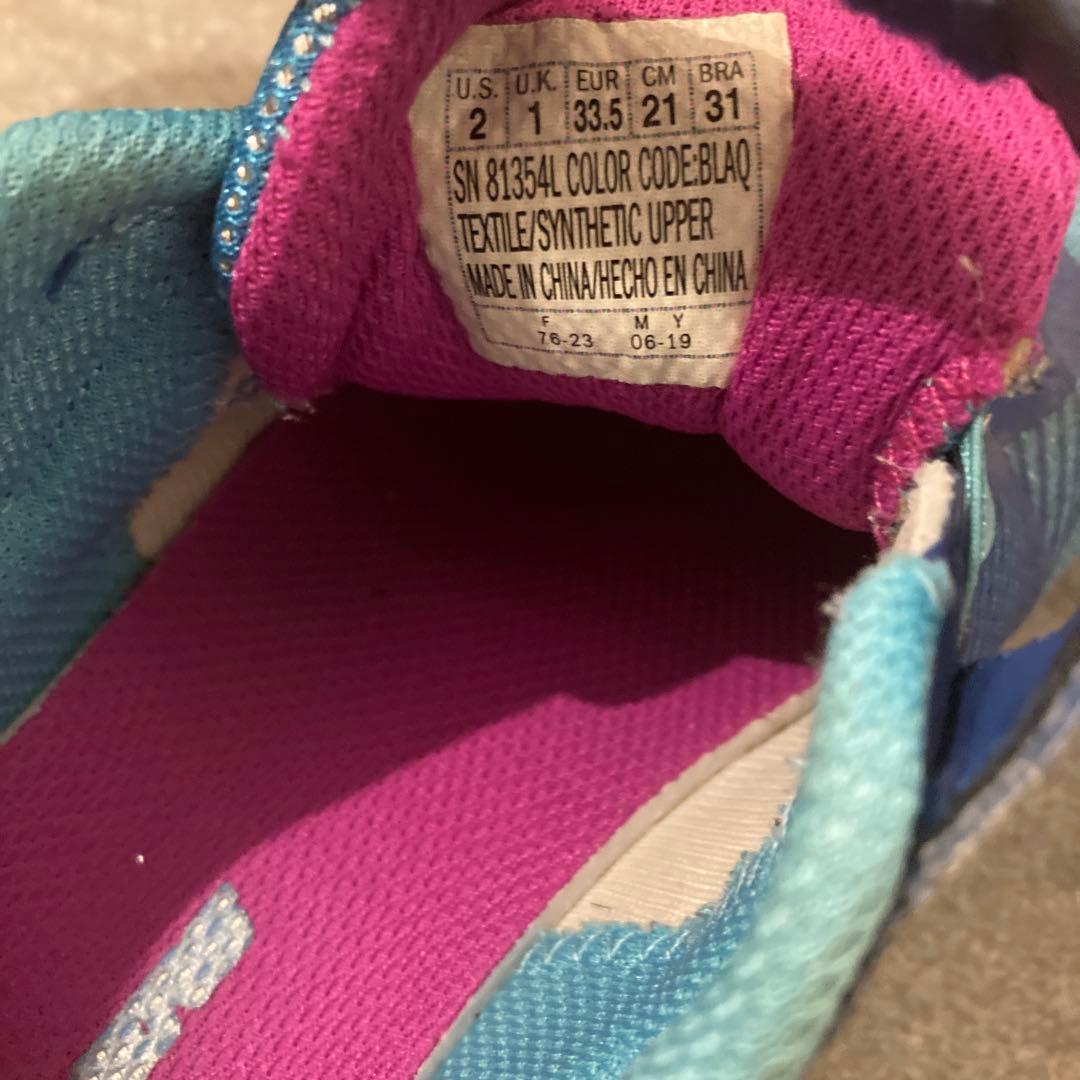 U.S. U.K. EUR CM BRA
2 1 33.5 21 31
SN 81354L COLOR CODE:BLAQ
TEXTILE/SYNTHETIC UPPER
MADE IN CHINA/HECHO EN CHINA
F M Y
76-23 06-19